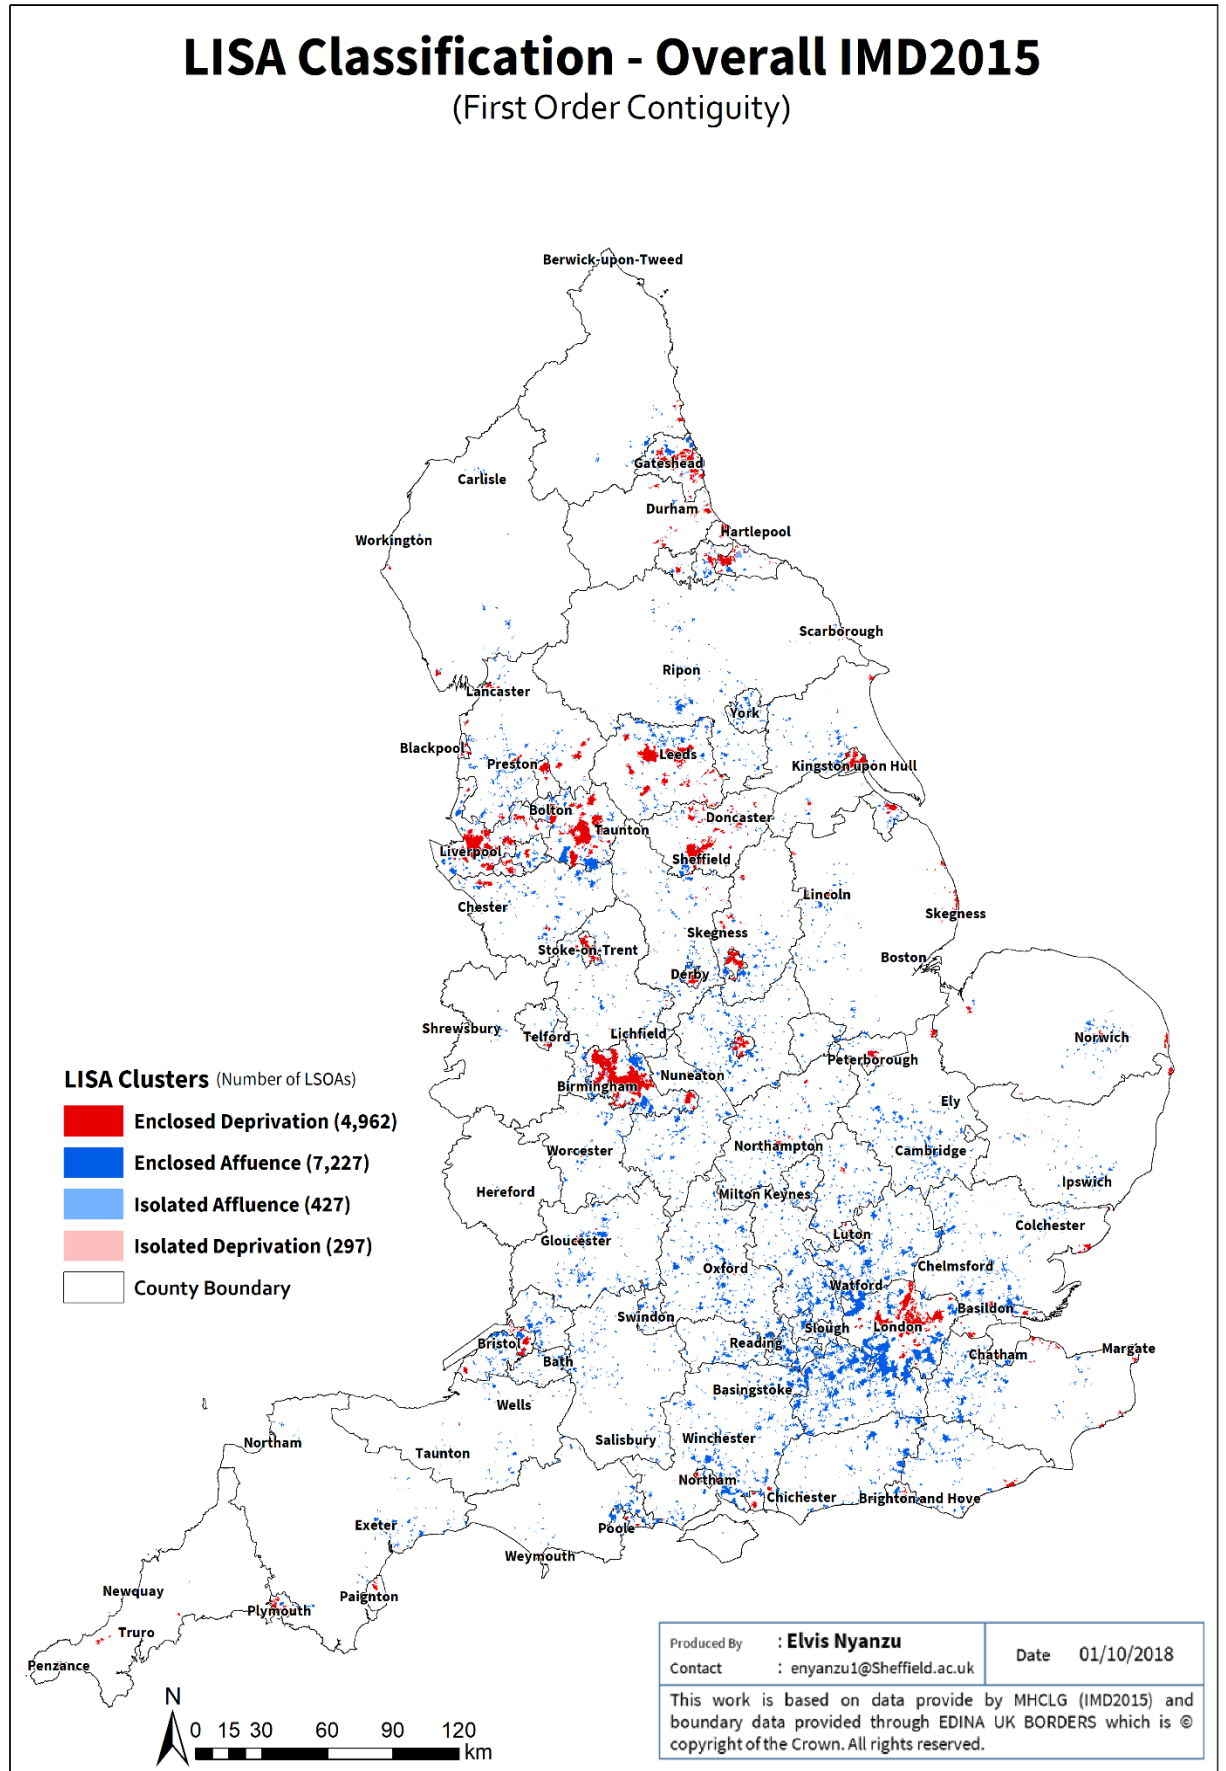 LISA Classification - Overall IMD2015
(First Order Contiguity)
Berwick-upon-Tweed
Gateshead
Carlisle
Durham
Hartlepool
Workington
Scarborough
Ripon
Lancaster
York
Blackpool
Leeds
Preston
Kingston upon Hull
Bolton
Doncaster
Taunton
Liverpool
Sheffield
Lincoln
Chester
Skegness
Skegness
Stoke-on-Trent
Boston
Derby
Shrewsbury
Telford
Lichfield
Norwich
Peterborough
Nuneaton
Birmingham
Ely
Worcester
Northampton
Cambridge
Hereford
Milton Keynes
Ipswich
Colchester
Gloucester
Luton
Oxford
Chelmsford
Watford
Basildon
Swindon
Slough
London
Bristol
Reading
Margate
Chatham
Bath
Basingstoke
Wells
Northam
Salisbury
Winchester
Taunton
Northam
Chichester
Brighton and Hove
Exeter
Poole
Weymouth
Newquay
Paignton
Plymouth
Truro
Penzance
LISA Clusters (Number of LSOAs)
Enclosed Deprivation (4,962)
Enclosed Affuence (7,227)
Isolated Affluence (427)
Isolated Deprivation (297)
County Boundary
N
0 15 30 60 90 120
km
Produced By : Elvis Nyanzu
Contact : enyanzu1@Sheffield.ac.uk
Date 01/10/2018
This work is based on data provide by MHCLG (IMD2015) and
boundary data provided through EDINA UK BORDERS which is ©
copyright of the Crown. All rights reserved.